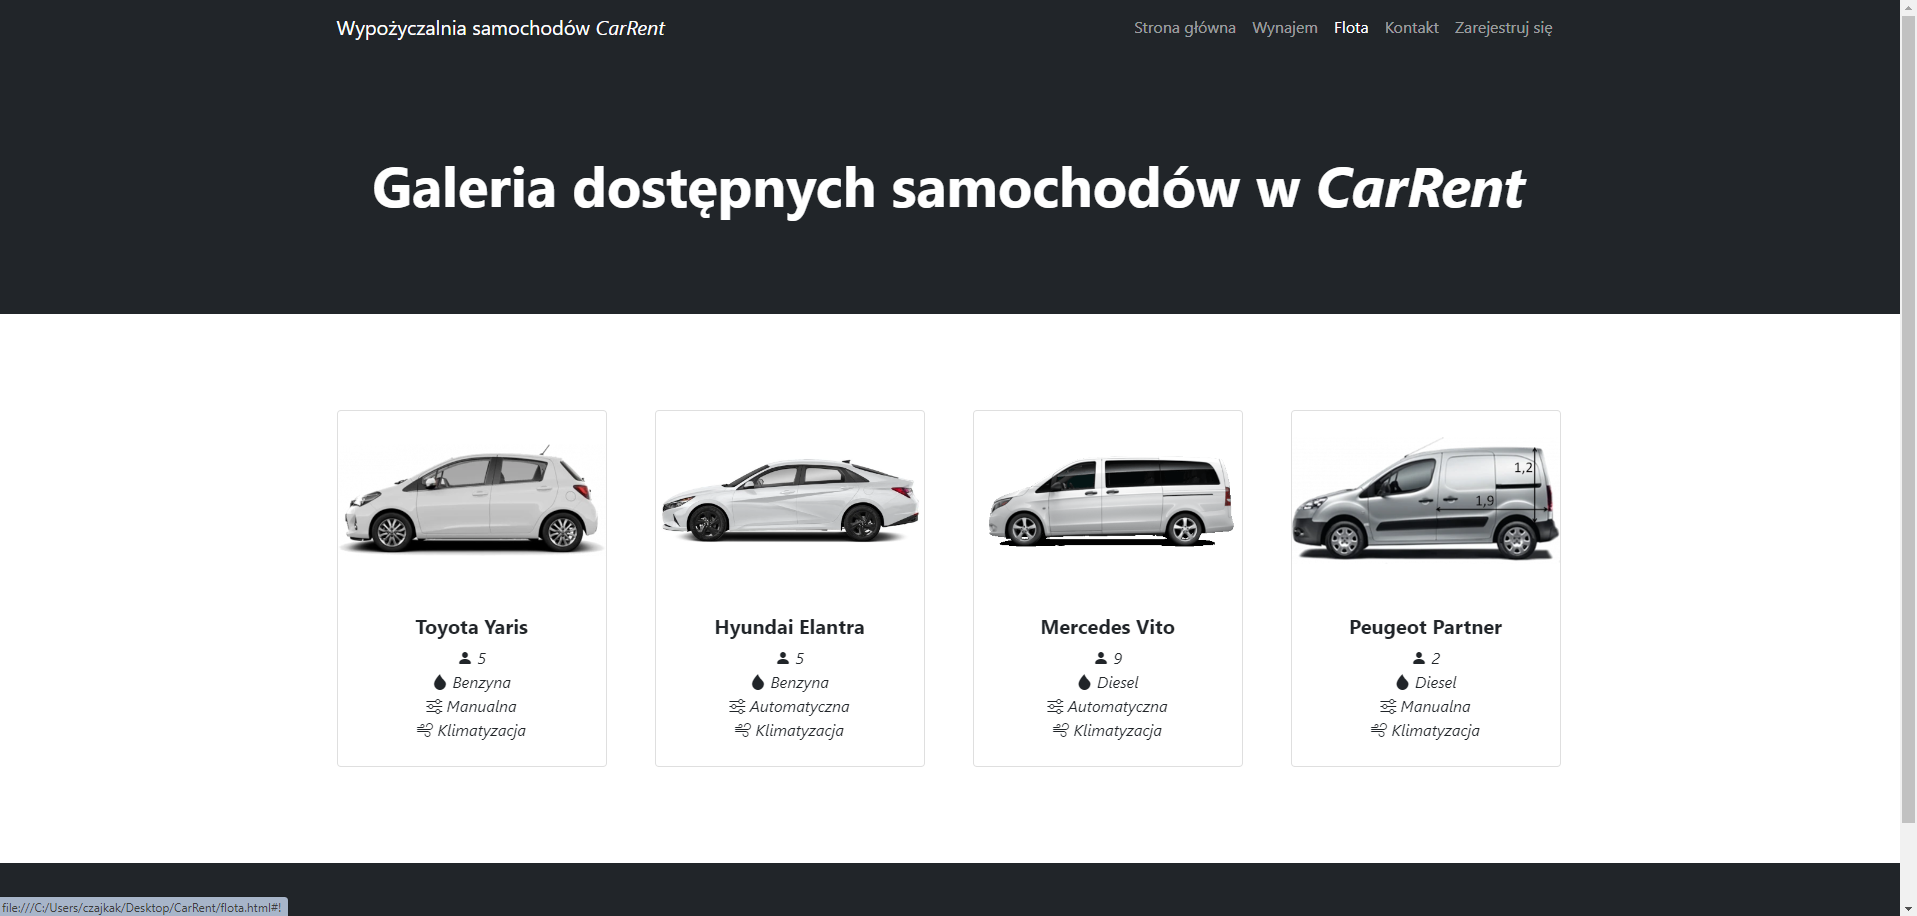 Wypożyczalnia samochodów CarRent
Strona główna Wynajem Flota Kontakt Zarejestruj się
Galeria dostępnych samochodów w CarRent
1,2
1,9
Toyota Yaris
5
Benzyna
Manualna
Klimatyzacja
Hyundai Elantra
5
Benzyna
Automatyczna
Klimatyzacja
Mercedes Vito
9
Diesel
Automatyczna
Klimatyzacja
Peugeot Partner
2
Diesel
Manualna
Klimatyzacja
file:///C:/Users/czajkak/Desktop/CarRent/flota.html#!